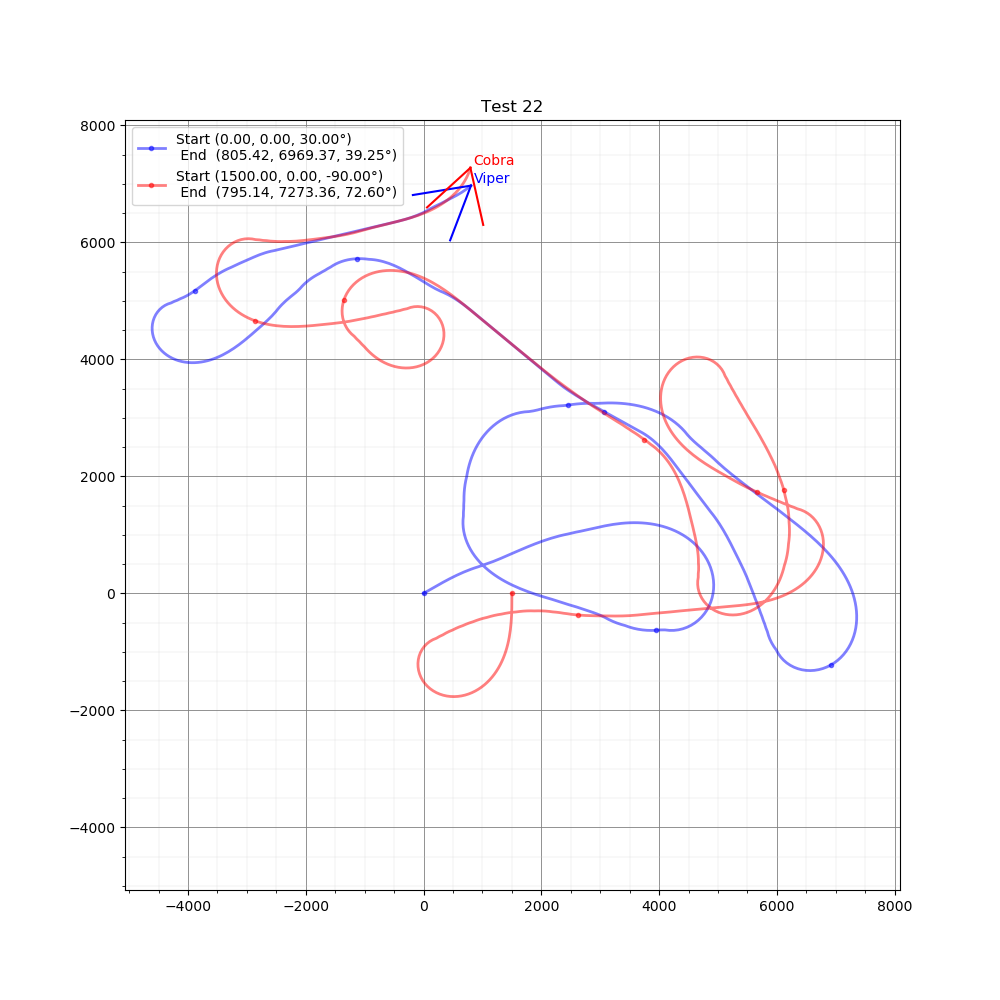 Test 22
Start (0.00, 0.00, 30.00°)
End (805.42, 6969.37, 39.25°)
Start (1500.00, 0.00, -90.00°)
End (795.14, 7273.36, 72.60°)
Cobra
Viper
8000
6000
4000
2000
0
−2000
−4000
−4000
−2000
0
2000
4000
6000
8000